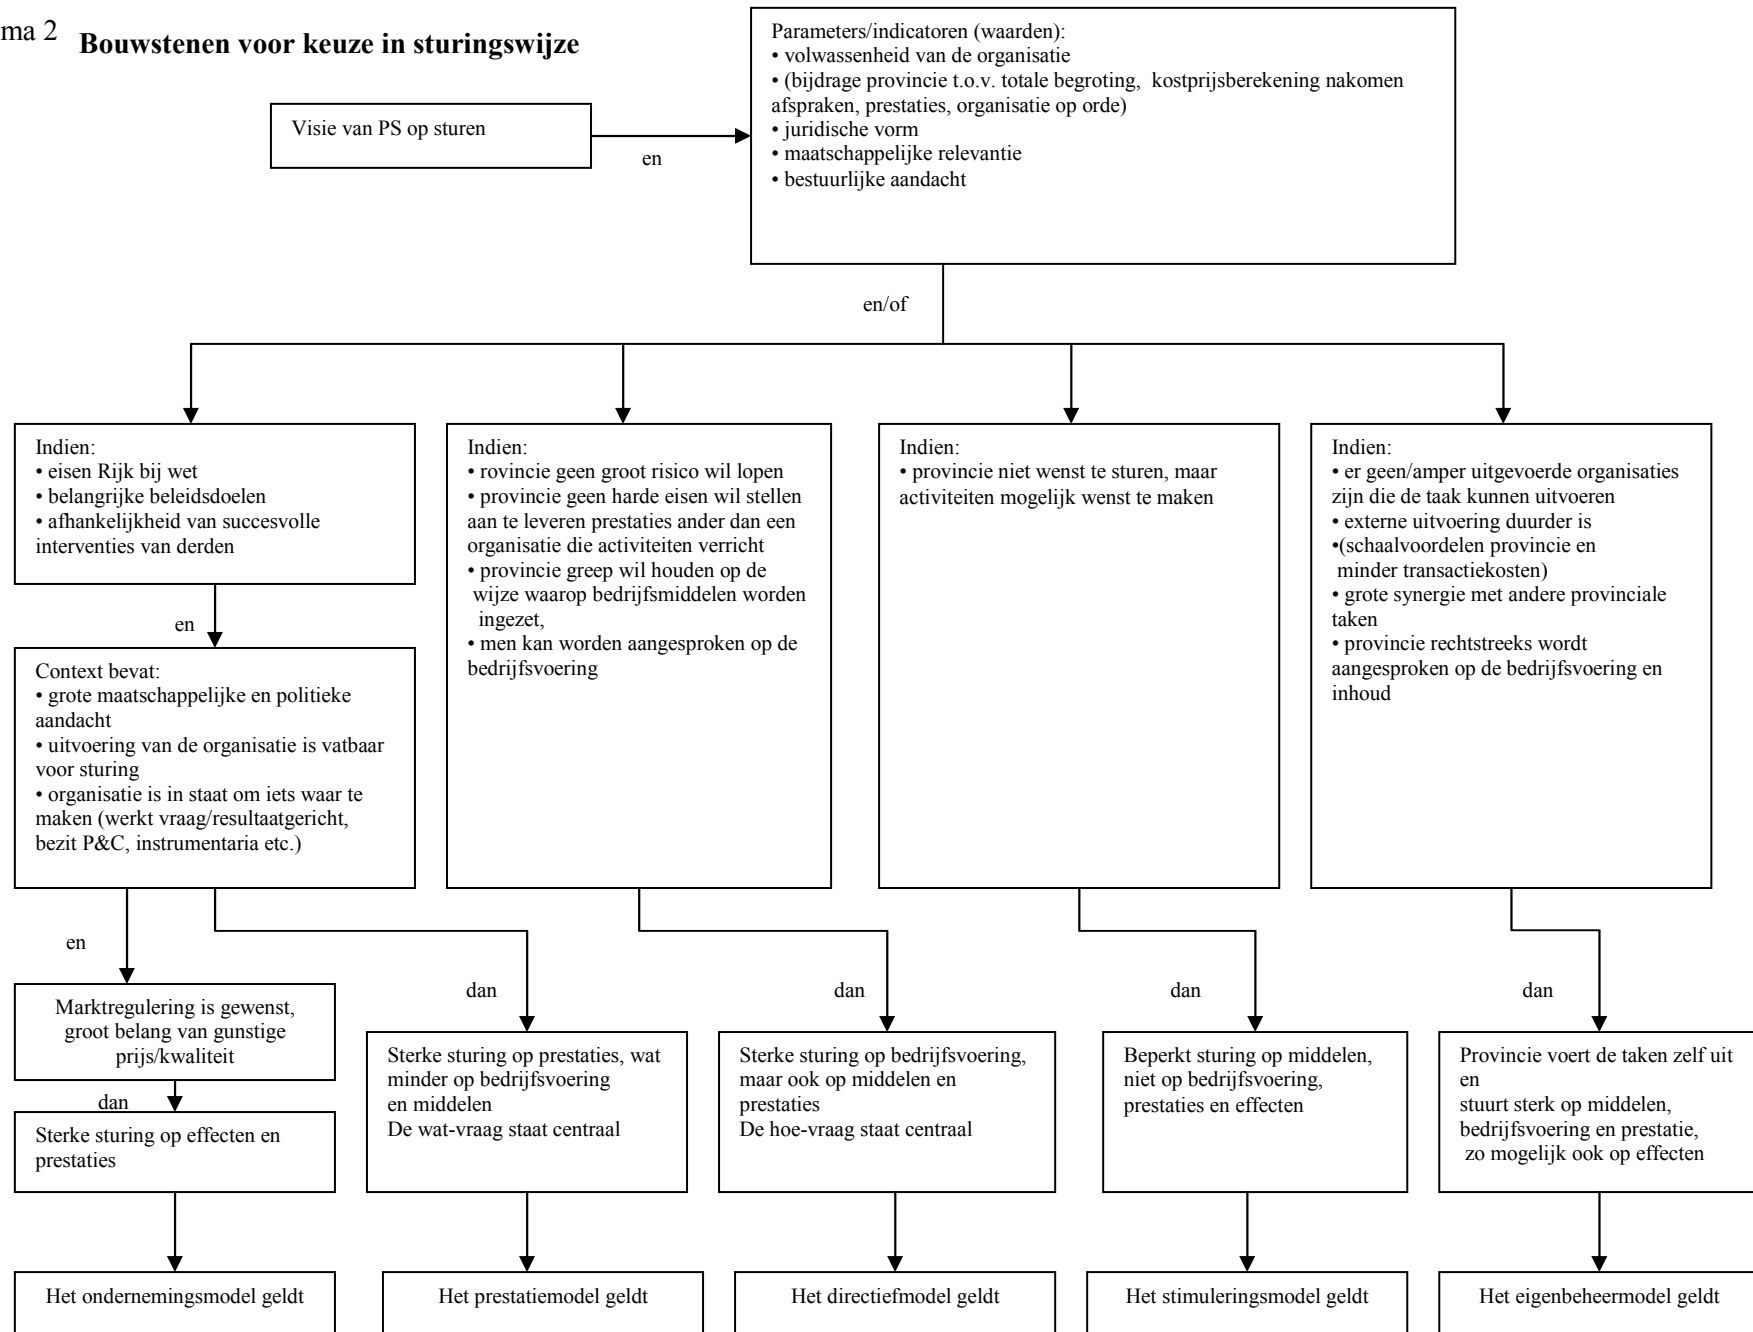 ma 2
Bouwstenen voor keuze in sturingswijze
Visie van PS op sturen
en
Parameters/indicatoren (waarden):
• volwassenheid van de organisatie
• (bijdrage provincie t.o.v. totale begroting, kostprijsberekening nakomen
afspraken, prestaties, organisatie op orde)
• juridische vorm
• maatschappelijke relevantie
• bestuurlijke aandacht
en/of
Indien:
• eisen Rijk bij wet
• belangrijke beleidsdoelen
• afhankelijkheid van succesvolle
interventies van derden
en
Context bevat:
• grote maatschappelijke en politieke
aandacht
• uitvoering van de organisatie is vatbaar
voor sturing
• organisatie is in staat om iets waar te
maken (werkt vraag/resultaatgericht,
bezit P&C, instrumentaria etc.)
Indien:
• rovincie geen groot risico wil lopen
• provincie geen harde eisen wil stellen
aan te leveren prestaties ander dan een
organisatie die activiteiten verricht
• provincie greep wil houden op de
wijze waarop bedrijfsmiddelen worden
ingezet,
• men kan worden aangesproken op de
bedrijfsvoering
Indien:
• provincie niet wenst te sturen, maar
activiteiten mogelijk wenst te maken
Indien:
• er geen/amper uitgevoerde organisaties
zijn die de taak kunnen uitvoeren
• externe uitvoering duurder is
•(schaalvoordelen provincie en
minder transactiekosten)
• grote synergie met andere provinciale
taken
• provincie rechtstreeks wordt
aangesproken op de bedrijfsvoering en
inhoud
en
dan
dan
dan
dan
Marktregulering is gewenst,
groot belang van gunstige
prijs/kwaliteit
dan
Sterke sturing op effecten en
prestaties
Sterke sturing op prestaties, wat
minder op bedrijfsvoering
en middelen
De wat-vraag staat centraal
Sterke sturing op bedrijfsvoering,
maar ook op middelen en
prestaties
De hoe-vraag staat centraal
Beperkt sturing op middelen,
niet op bedrijfsvoering,
prestaties en effecten
Provincie voert de taken zelf uit
en
stuurt sterk op middelen,
bedrijfsvoering en prestatie,
zo mogelijk ook op effecten
Het ondernemingsmodel geldt
Het prestatiemodel geldt
Het directiefmodel geldt
Het stimuleringsmodel geldt
Het eigenbeheermodel geldt